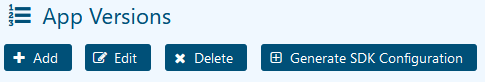 App Versions
Add Edit Delete Generate SDK Configuration